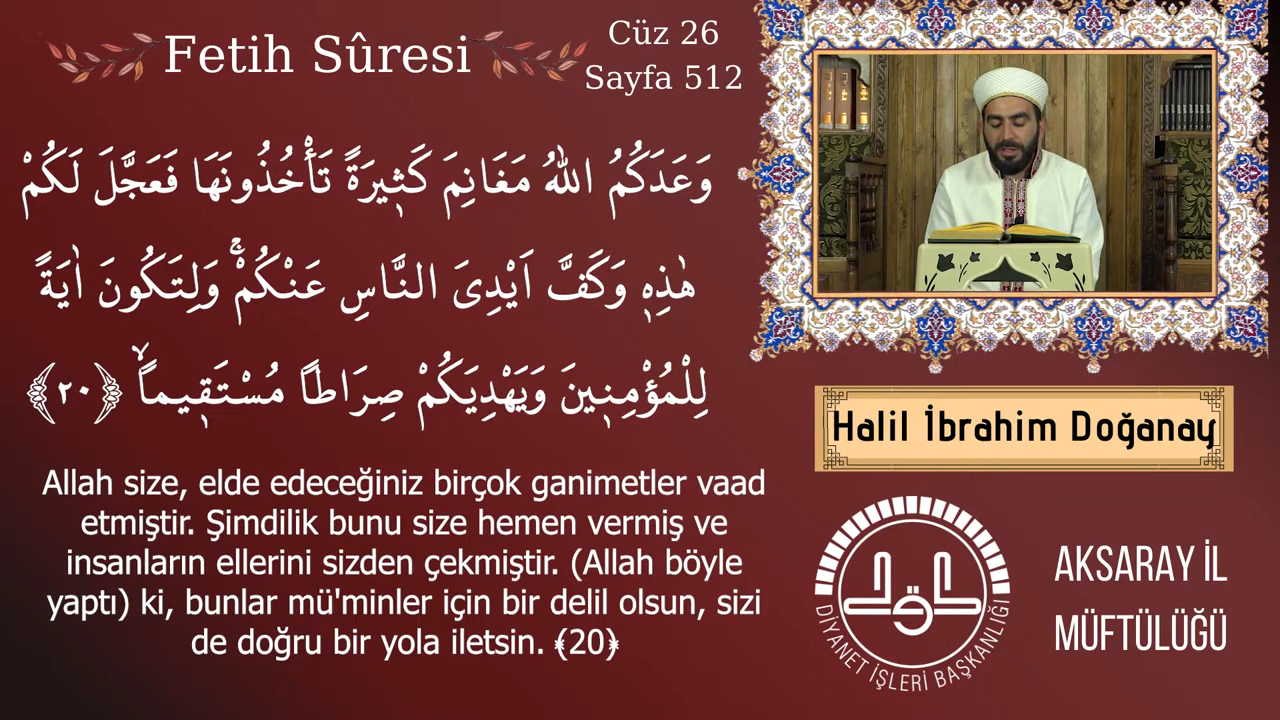 Fetih Sûresi
Cüz 26
Sayfa 512
وَعَدَكُمُ اللّٰهُ مَغَانِمَ كَث۪يرَةً تَأْخُذُونَهَا فَعَجَّلَ لَكُمْ
هٰذِه۪ وَكَفَّ اَيْدِىَ النَّاسِ عَنْكُمْۚ وَلِتَكُونَ اٰيَةً
لِلْمُؤْمِن۪ينَ وَيَهْدِيَكُمْ صِرَاطاً مُسْتَق۪يماًۙ ﴿٢٠﴾
Allah size, elde edeceğiniz birçok ganimetler vaad
etmiştir. Şimdilik bunu size hemen vermiş ve
insanların ellerini sizden çekmiştir. (Allah böyle
yaptı) ki, bunlar mü'minler için bir delil olsun, sizi
de doğru bir yola iletsin. ﴾20﴿
Halil İbrahim Doğanay
DİYANET İŞLERİ BAŞKANLIĞI
AKSARAY İL
MÜFTÜLÜĞÜ